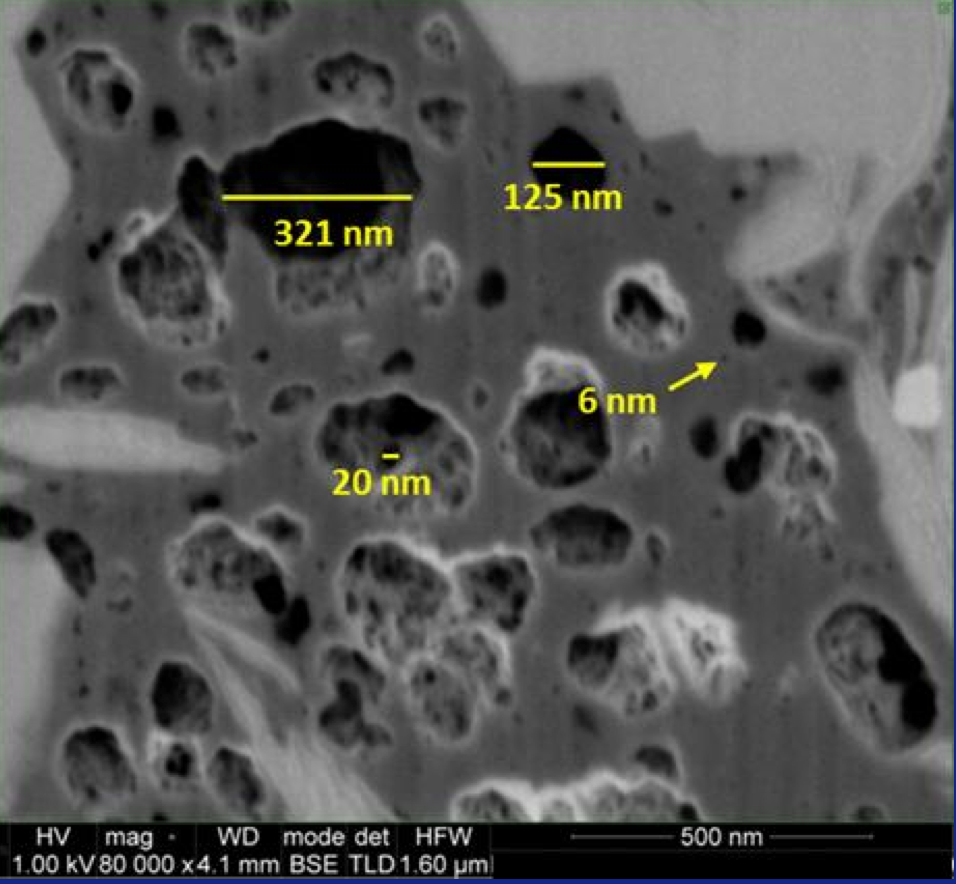 125 nm
321 nm
6 nm
20 nm
HV mag WD mode det HFW 500 nm
1.00 kV 80 000 x 4.1 mm BSE TLD 1.60 µm